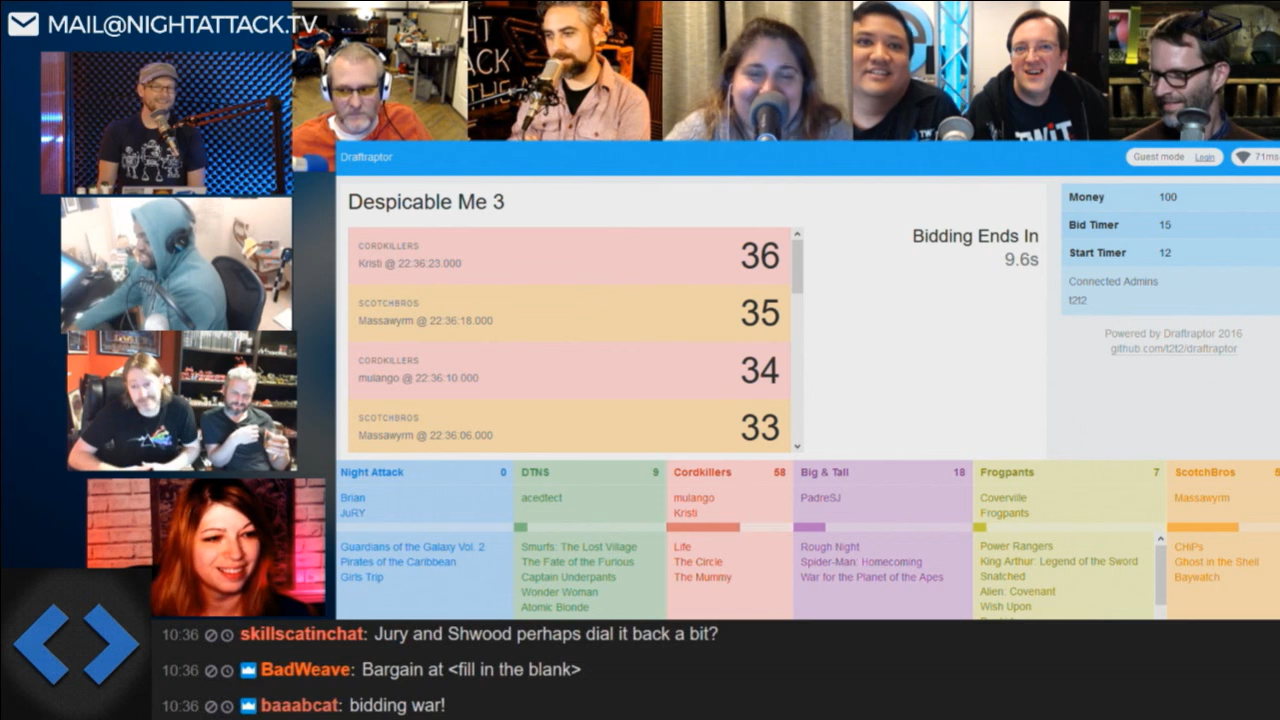 MAIL@NIGHTATTACK.TV
Draftraptor
Guest mode Login
71ms
Despicable Me 3
CORDKILLERS
Kristi @ 22:36:23.000
36
SCOTCHBROS
Massawyrm @ 22:36:18.000
35
CORDKILLERS
mulango @ 22:36:10.000
34
SCOTCHBROS
Massawyrm @ 22:36:06.000
33
Bidding Ends In
9.6s
Money 100
Bid Timer 15
Start Timer 12
Connected Admins
t2t2
Powered by Draftraptor 2016
github.com/t2t2/draftraptor
Night Attack 0
Brian
JuRY
Guardians of the Galaxy Vol. 2
Pirates of the Caribbean
Girls Trip
DTNS 9
acedtect
Smurfs: The Lost Village
The Fate of the Furious
Captain Underpants
Wonder Woman
Atomic Blonde
Cordkillers 58
mulango
Kristi
Life
The Circle
The Mummy
Big & Tall 18
PadreSJ
Rough Night
Spider-Man: Homecoming
War for the Planet of the Apes
Frogpants 7
Coverville
Frogpants
Power Rangers
King Arthur: Legend of the Sword
Snatched
Alien: Covenant
Wish Upon
ScotchBros
Massawyrm
CHiPs
Ghost in the Shell
Baywatch
10:36 skillscatinchat: Jury and Shwood perhaps dial it back a bit?
10:36 BadWeave: Bargain at <fill in the blank>
10:36 baaabcat: bidding war!
TWiT